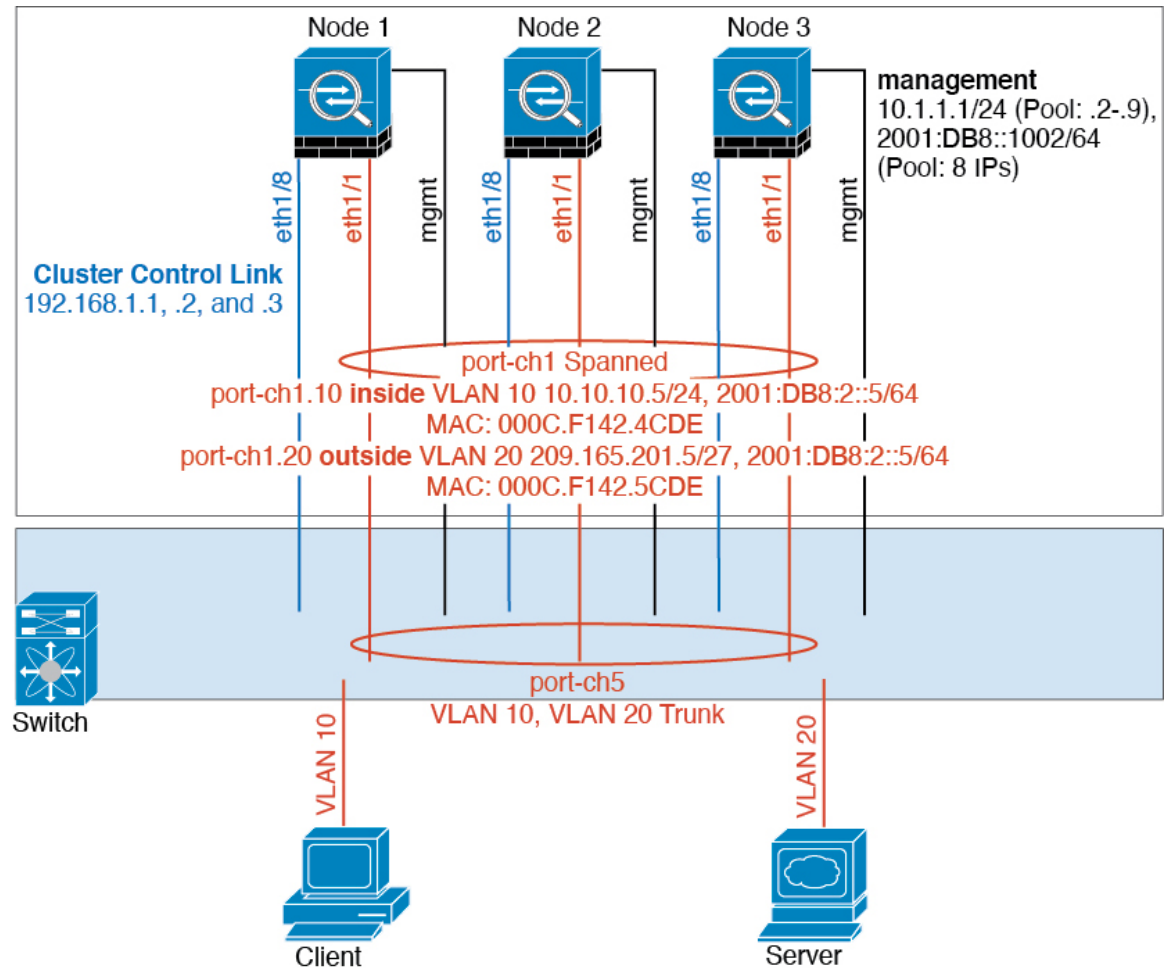 Node 1
Node 2
Node 3
management
10.1.1.1/24 (Pool: .2-.9),
2001:DB8::1002/64
(Pool: 8 IPs)
eth1/8
eth1/1
mgmt
eth1/8
eth1/1
mgmt
eth1/8
eth1/1
mgmt
Cluster Control Link
192.168.1.1, .2, and .3
port-ch1 Spanned
port-ch1.10 inside VLAN 10 10.10.10.5/24, 2001:DB8:2::5/64
MAC: 000C.F142.4CDE
port-ch1.20 outside VLAN 20 209.165.201.5/27, 2001:DB8:2::5/64
MAC: 000C.F142.5CDE
port-ch5
VLAN 10, VLAN 20 Trunk
Switch
VLAN 10
VLAN 20
Client
Server